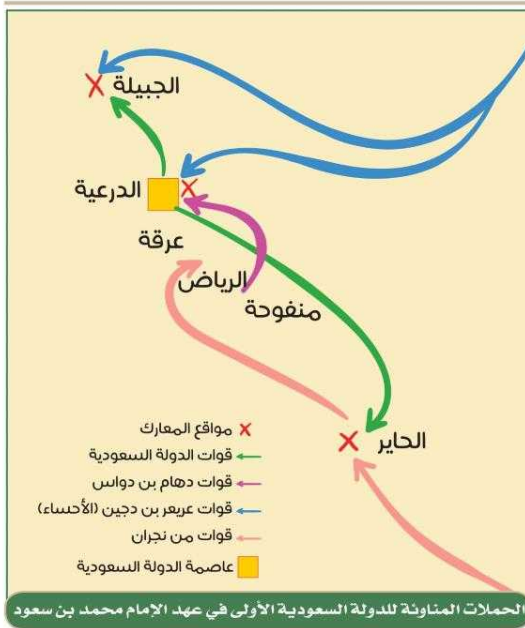 الجبيلة
الدرعية
عرقة
الرياض
منفوحة
الحاير
مواقع المعارك
قوات الدولة السعودية
قوات دهام بن دواس
قوات عريعر بن دجين (الأحساء)
قوات من نجران
عاصمة الدولة السعودية
الحملات المناوئة للدولة السعودية الأولى في عهد الإمام محمد بن سعود